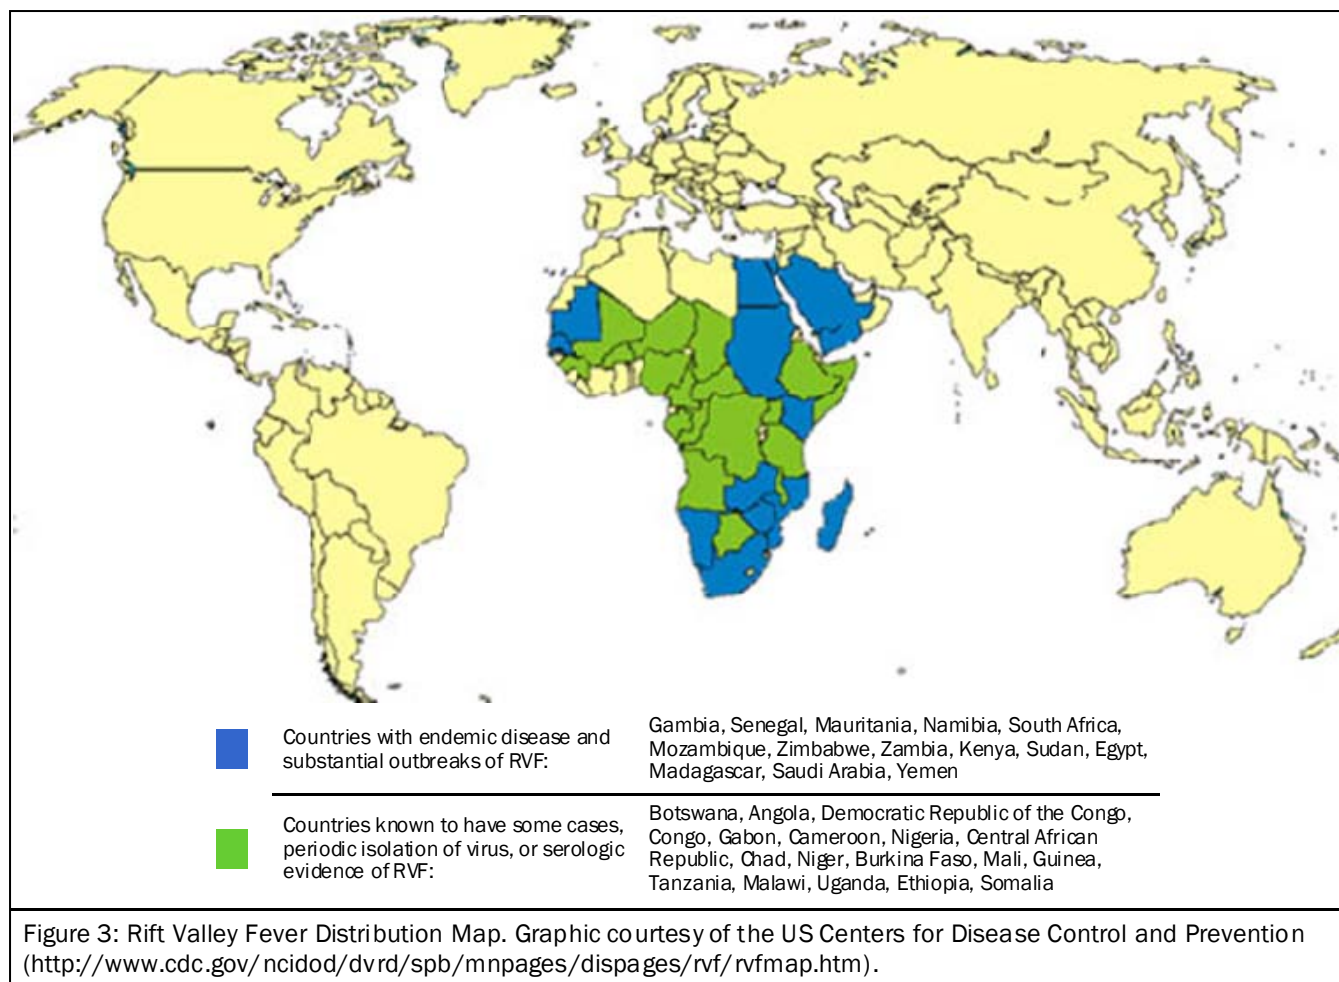 Countries with endemic disease and
substantial outbreaks of RVF:
Gambia, Senegal, Mauritania, Namibia, South Africa,
Mozambique, Zimbabwe, Zambia, Kenya, Sudan, Egypt,
Madagascar, Saudi Arabia, Yemen
Countries known to have some cases,
periodic isolation of virus, or serologic
evidence of RVF:
Botswana, Angola, Democratic Republic of the Congo,
Congo, Gabon, Cameroon, Nigeria, Central African
Republic, Chad, Niger, Burkina Faso, Mali, Guinea,
Tanzania, Malawi, Uganda, Ethiopia, Somalia
Figure 3: Rift Valley Fever Distribution Map. Graphic courtesy of the US Centers for Disease Control and Prevention
(http://www.cdc.gov/ncidod/dvrd/spb/mnpages/dispages/rvf/rvfmap.htm).